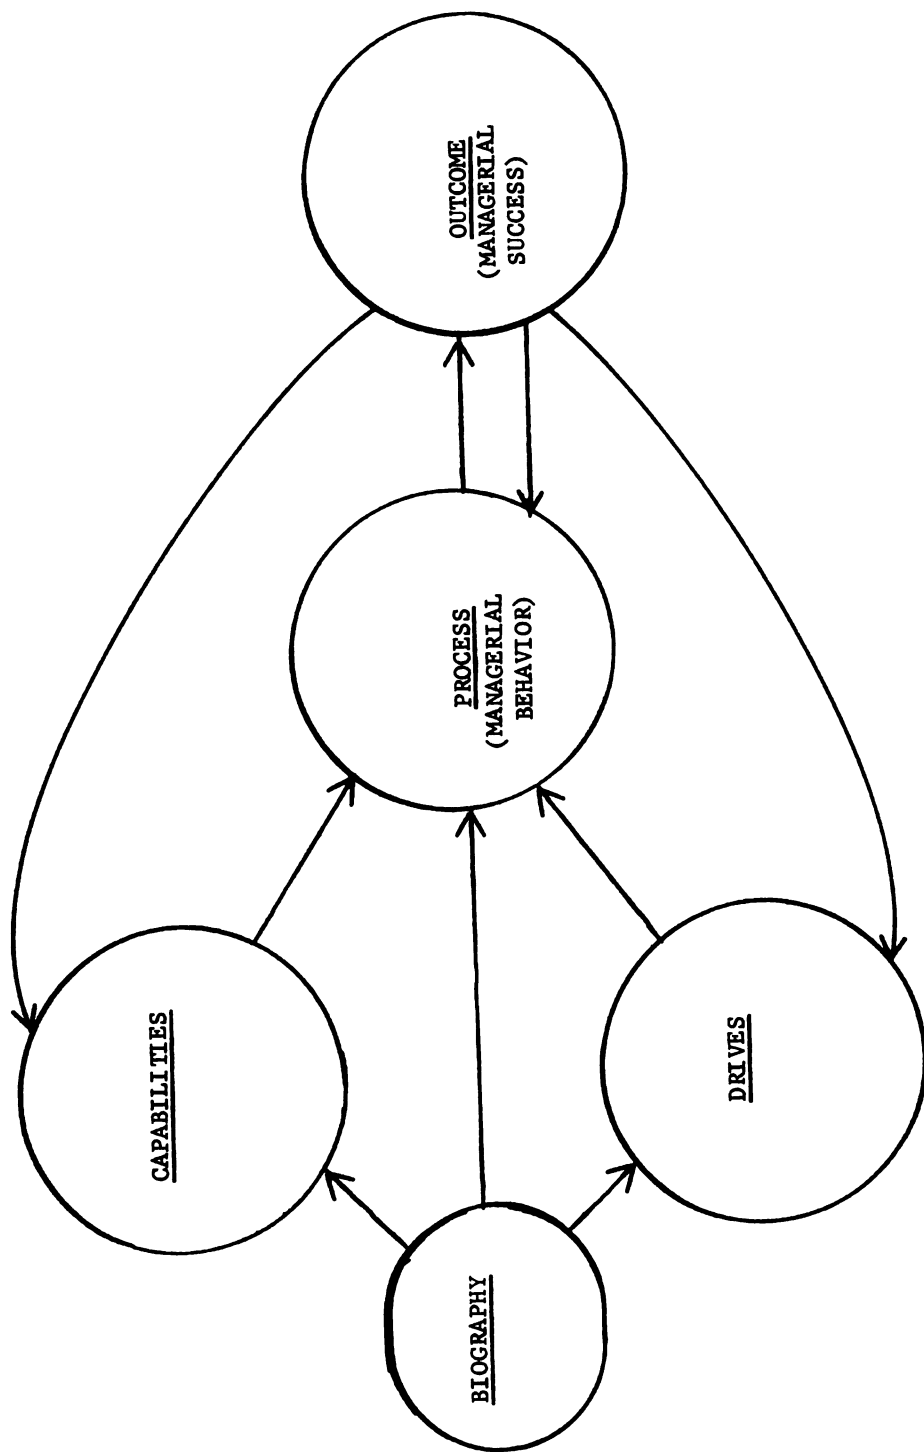 CAPABILITIES
BIOGRAPHY
DRIVES
PROCESS
(MANAGERIAL
BEHAVIOR)
OUTCOME
(MANAGERIAL
SUCCESS)